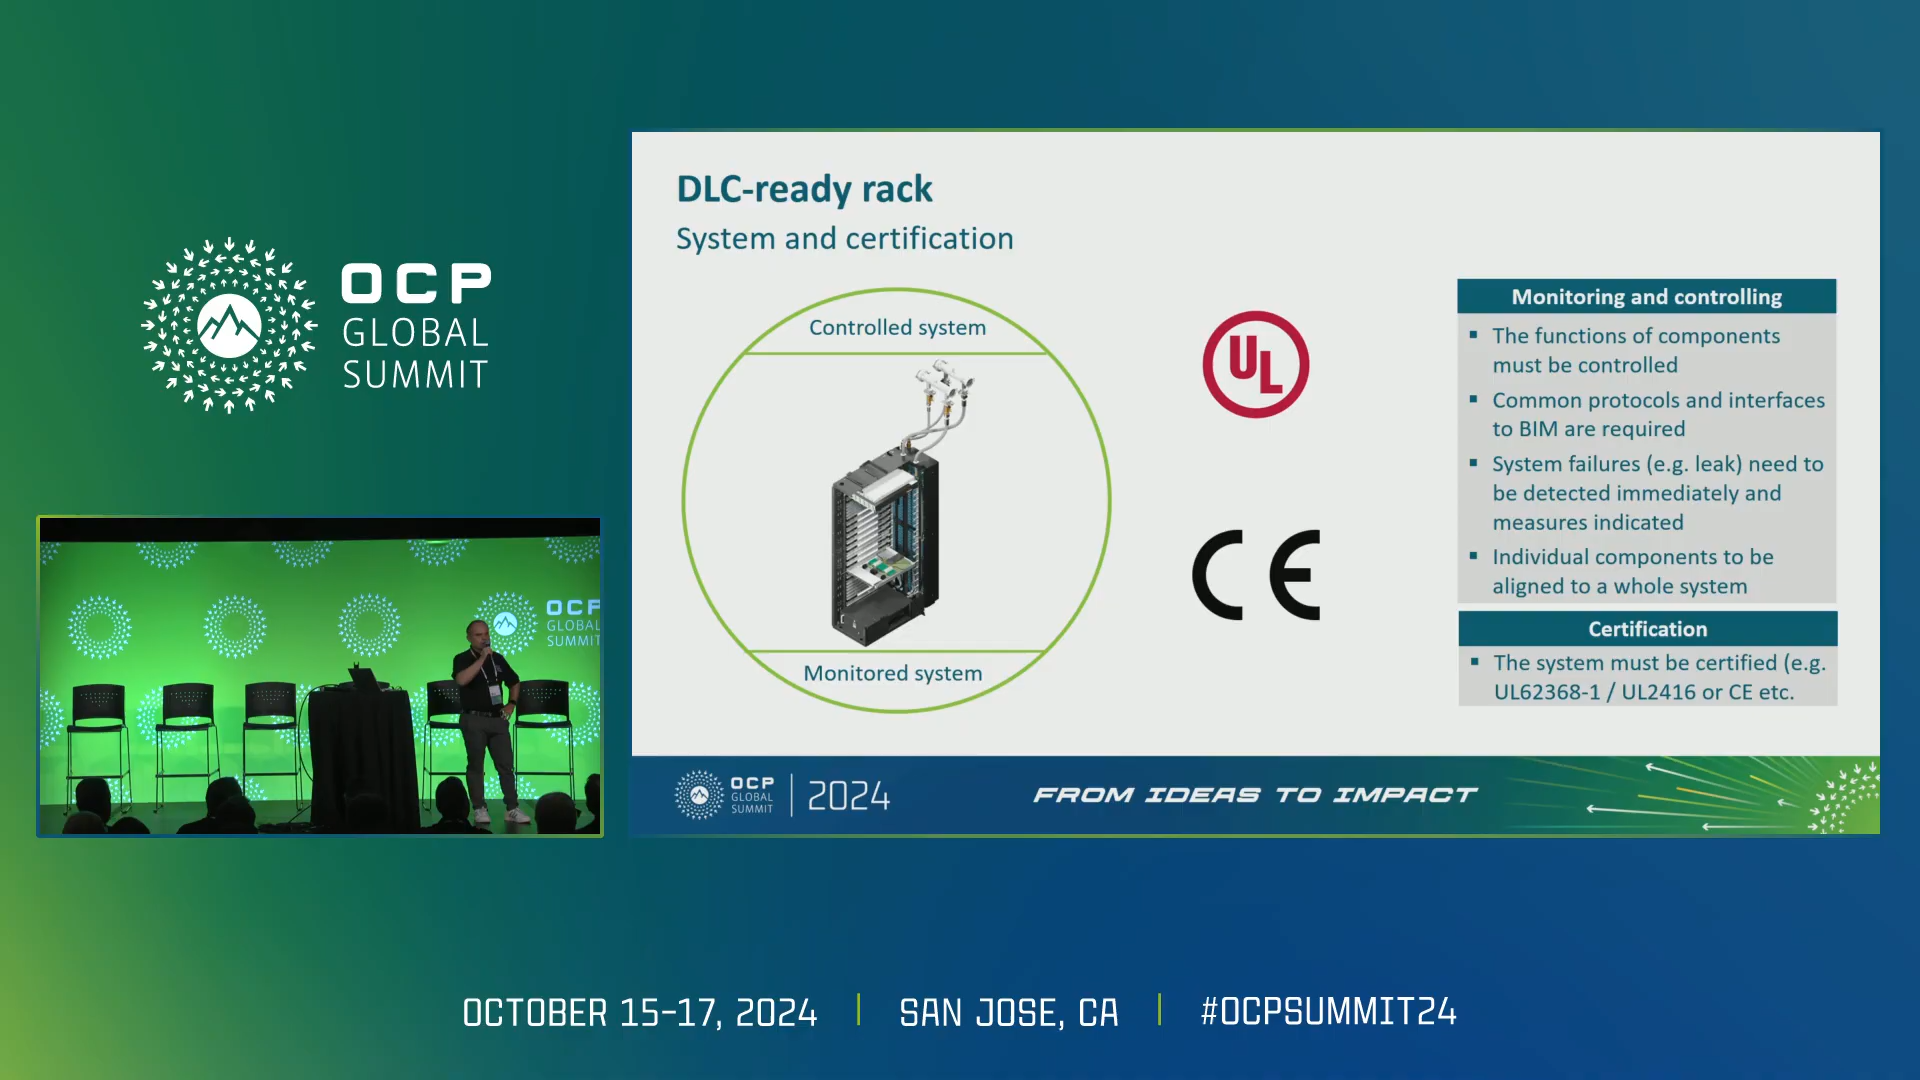 OCP
GLOBAL
SUMMIT
DLC-ready rack
System and certification
Controlled system
Monitored system
UL
CE
Monitoring and controlling
▪ The functions of components
must be controlled
▪ Common protocols and interfaces
to BIM are required
▪ System failures (e.g. leak) need to
be detected immediately and
measures indicated
▪ Individual components to be
aligned to a whole system
Certification
▪ The system must be certified (e.g.
UL62368-1 / UL2416 or CE etc.
OCP
GLOBAL
SUMMIT
2024
FROM IDEAS TO IMPACT
OCP
GLOBAL
SUMMIT
OCTOBER 15-17, 2024 | SAN JOSE, CA | #OCPSUMMIT24